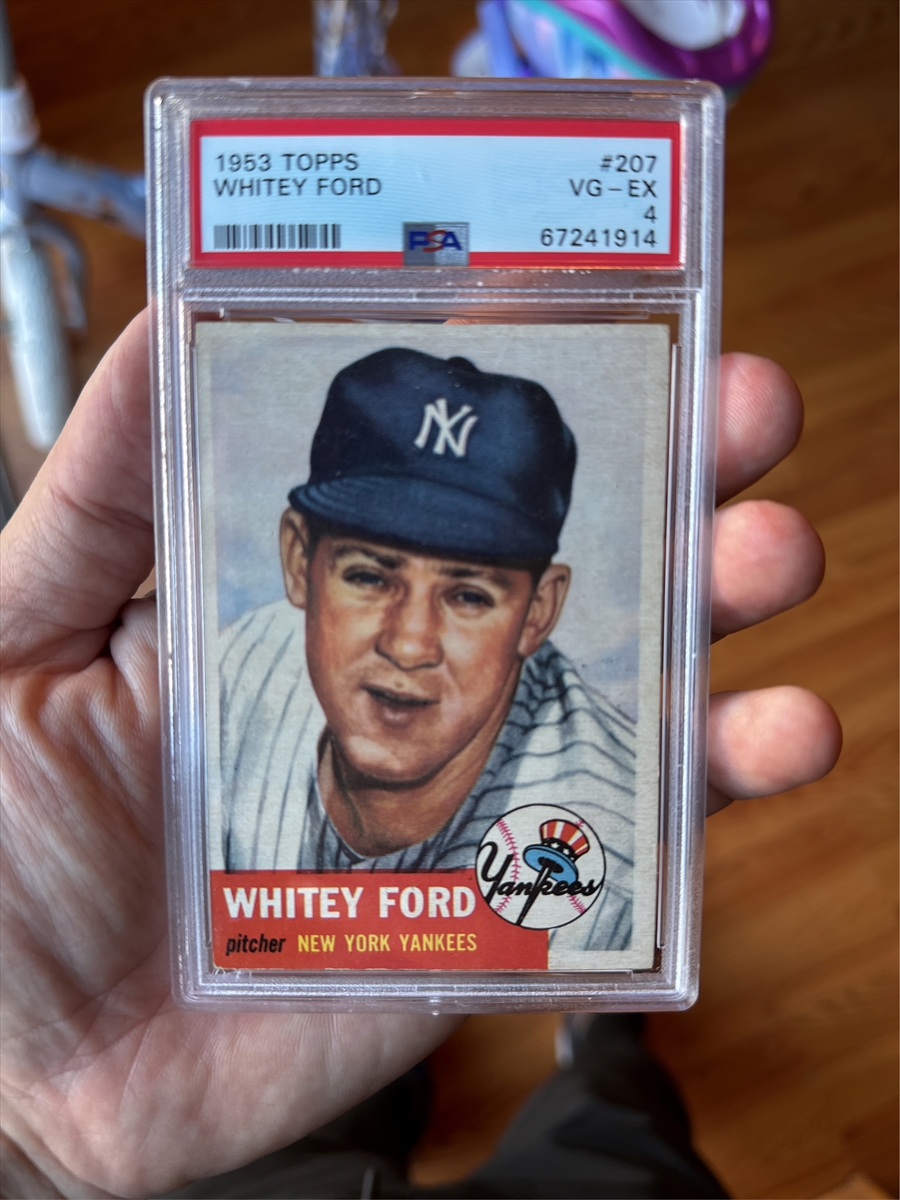 1953 TOPPS #207
WHITEY FORD VG - EX
4
PSA 67241914
NY
Yankees
WHITEY FORD
pitcher NEW YORK YANKEES